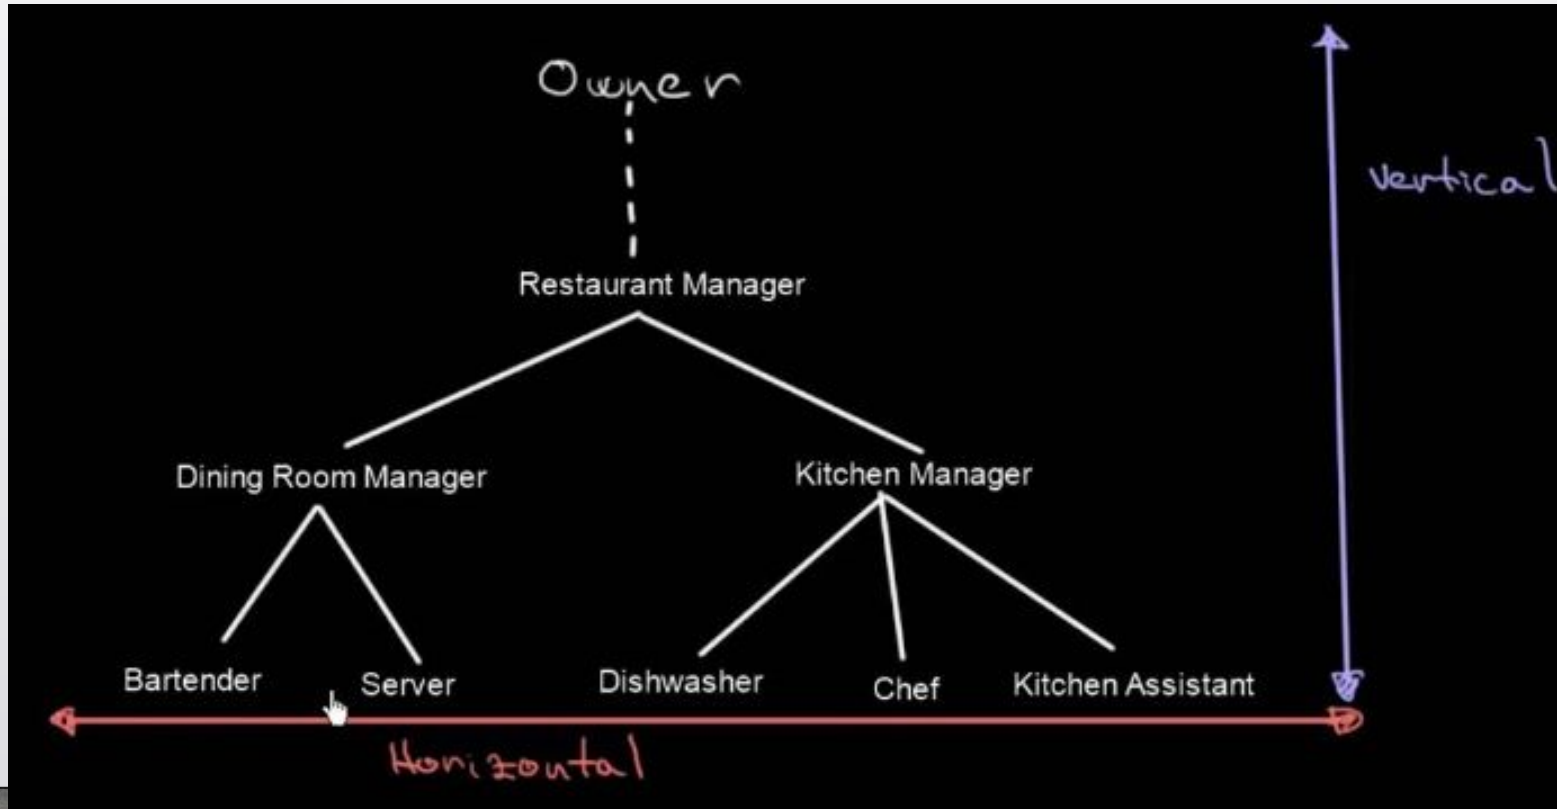 Owner
vertical
Restaurant Manager
Dining Room Manager
Kitchen Manager
Bartender
Server
Dishwasher
Chef
Kitchen Assistant
Horizontal